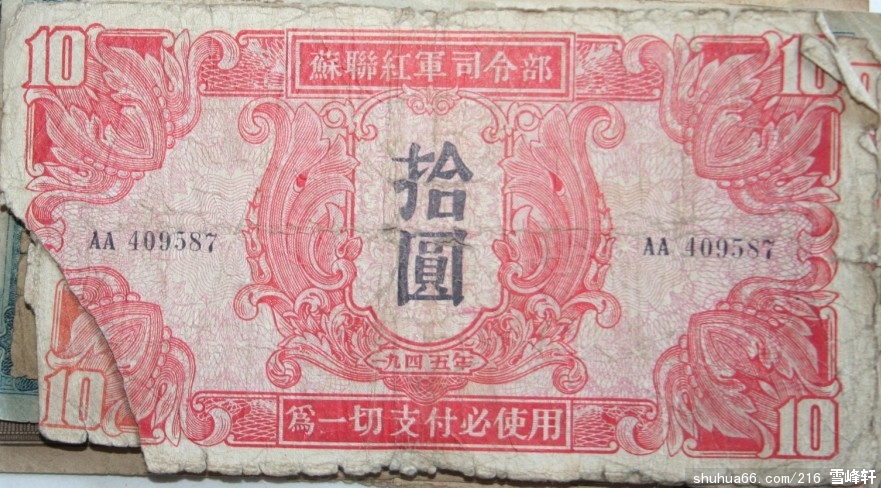 10
蘇聯紅軍司令部
10
拾
圓
AA 409587
AA 409587
一九四五年
10
為一切支付必使用
10
shuhua66.com/216 雪峰轩